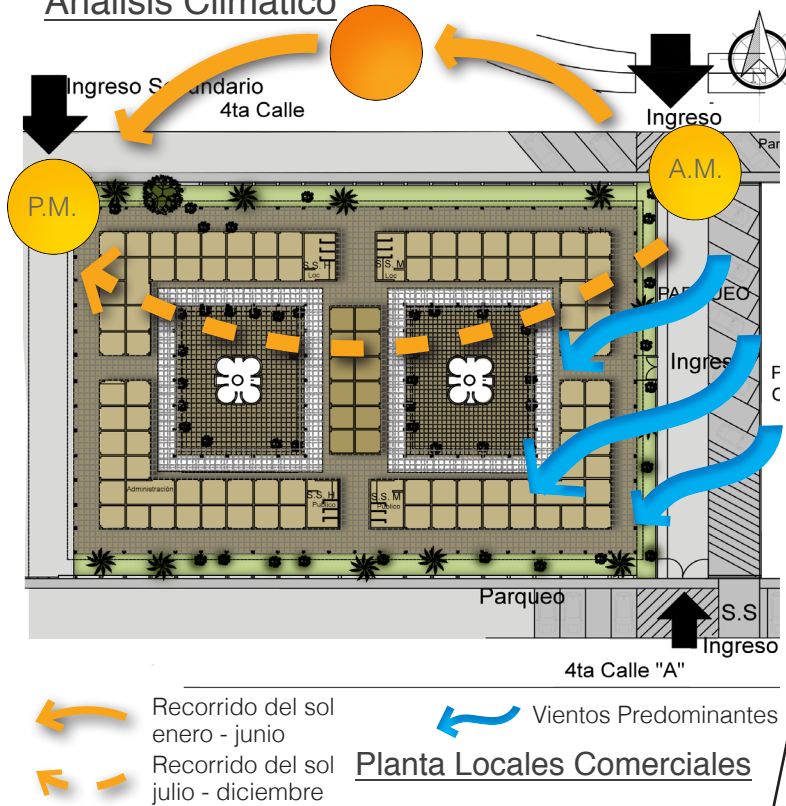 Análisis Climático
Ingreso Secundario
4ta Calle
Ingreso
N
Par
P.M.
A.M.
S.S. H
S.S. H
Loc
S.S. M
Loc
PARQUEO
Ingreso
P
C
Administración
S.S. H
Público
S.S. M
Público
Parqueo
S.S
Ingreso
4ta Calle "A"
Recorrido del sol
enero - junio
Vientos Predominantes
Recorrido del sol
julio - diciembre
Planta Locales Comerciales